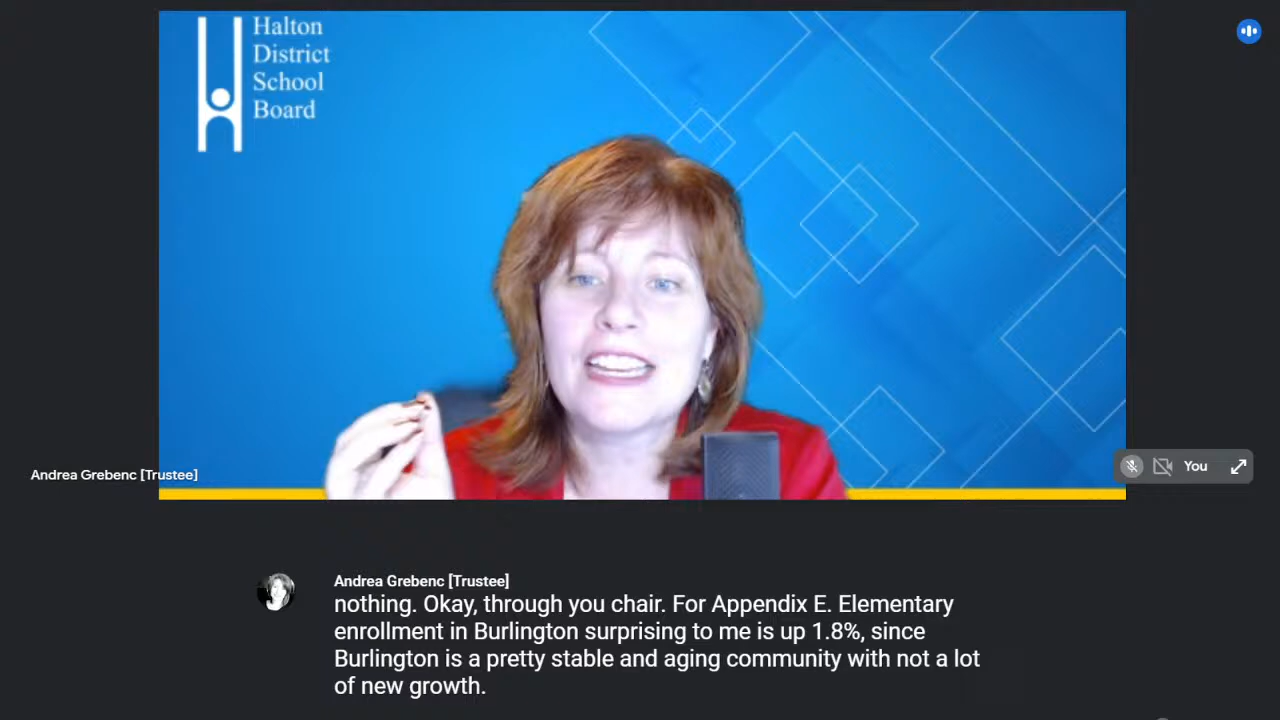 Halton
District
School
Board
Andrea Grebenc [Trustee]
You
Andrea Grebenc [Trustee]
nothing. Okay, through you chair. For Appendix E. Elementary
enrollment in Burlington surprising to me is up 1.8%, since
Burlington is a pretty stable and aging community with not a lot
of new growth.